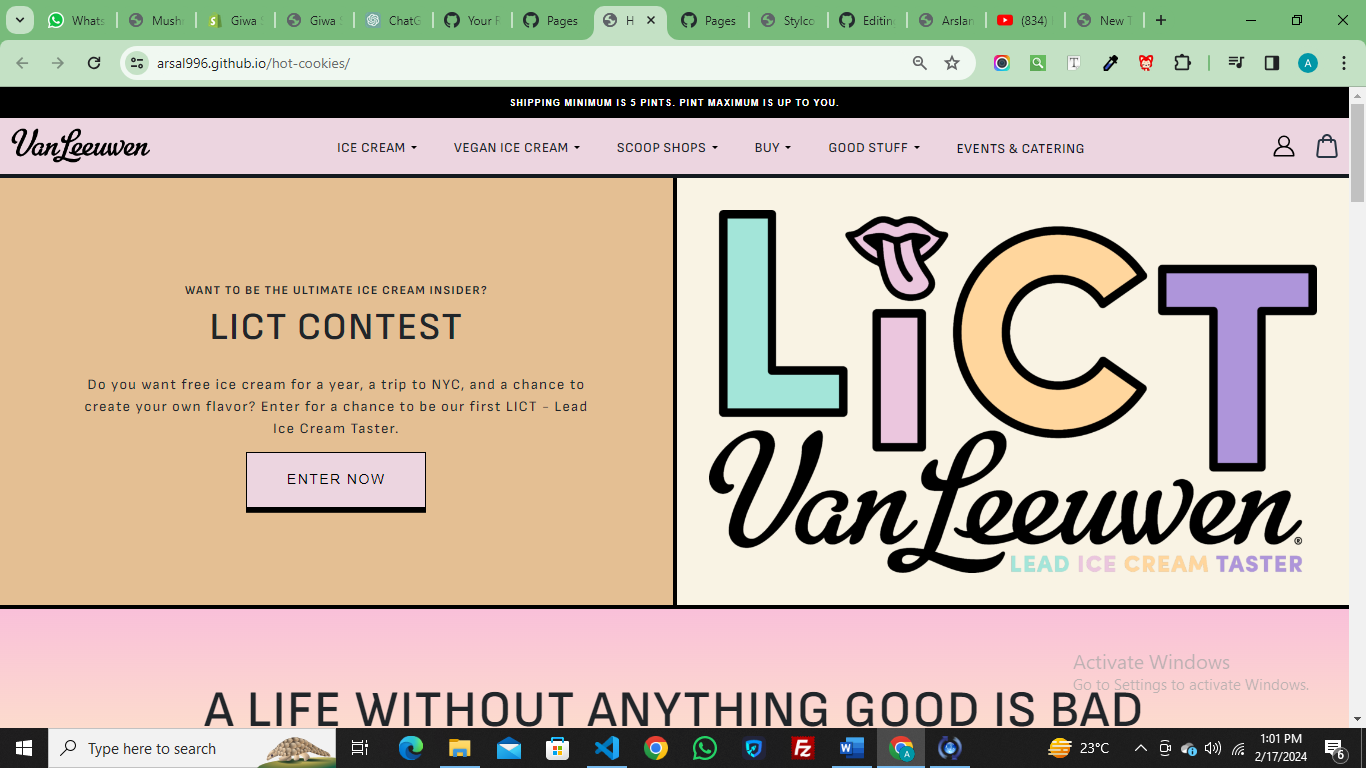 Whats
Mush
Giwa
Giwa
ChatG
Your R
Pages
H
Pages
Stylco
Editin
Arslan
(834)
New T
arsal996.github.io/hot-cookies/
A
SHIPPING MINIMUM IS 5 PINTS. PINT MAXIMUM IS UP TO YOU.
Van Leeuwen
ICE CREAM
VEGAN ICE CREAM
SCOOP SHOPS
BUY
GOOD STUFF
EVENTS & CATERING
WANT TO BE THE ULTIMATE ICE CREAM INSIDER?
LICT CONTEST
Do you want free ice cream for a year, a trip to NYC, and a chance to
create your own flavor? Enter for a chance to be our first LICT - Lead
Ice Cream Taster.
ENTER NOW
LiCT
Van Leeuwen®
LEAD ICE CREAM TASTER
A LIFE WITHOUT ANYTHING GOOD IS BAD
Activate Windows
Go to Settings to activate Windows.
Type here to search
23°C
1:01 PM
2/17/2024
6